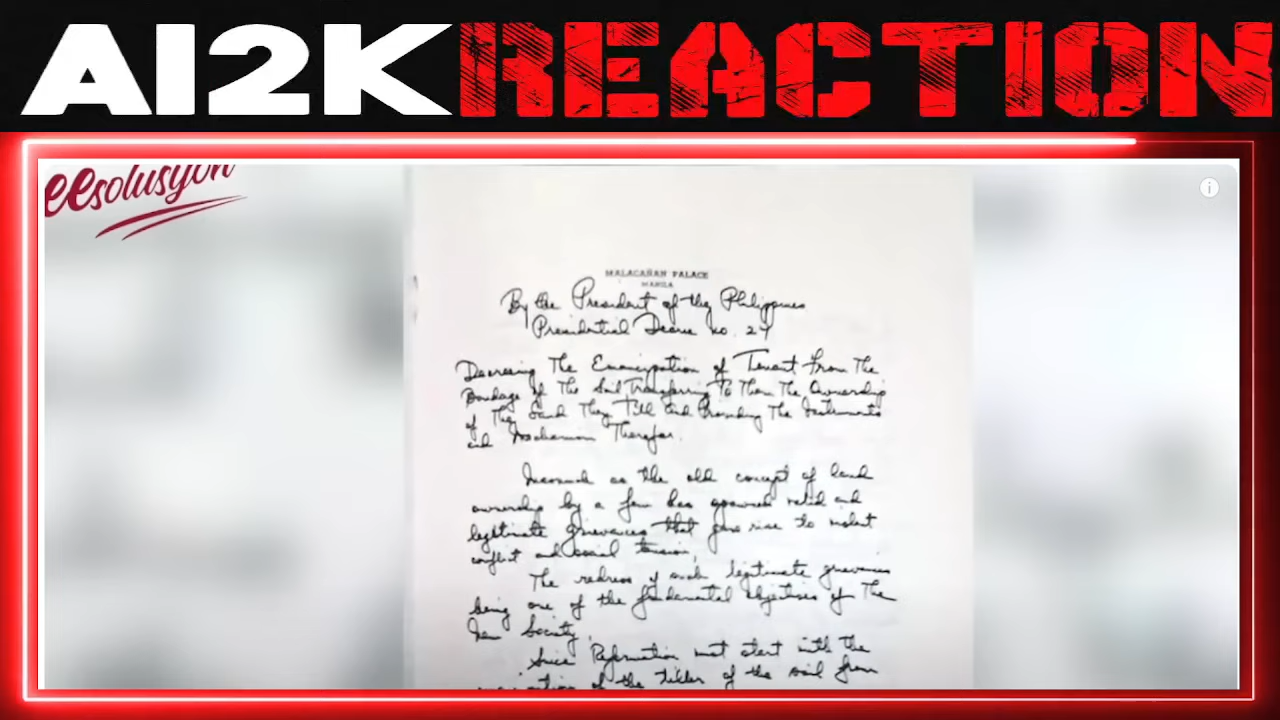 AI2K REACTION
eesolusyon
MALACAÑAN PALACE
MANILA
By the President of the Philippines
Presidential Decree no. 27
Decreeing The Emancipation of Tenant From The
Bondage of The Soil Transferring To Them The Ownership
of The Land They Till and Providing The Instruments
and Mechanism Therefor.
Inasmuch as the old concept of land
ownership by a few has spawned valid and
legitimate grievances that gave rise to violent
conflict and social tension,
The redress of such legitimate grievances
being one of the fundamental objectives of The
New Society,
Since Reformation must start with the
emancipation of the tiller of the soil from